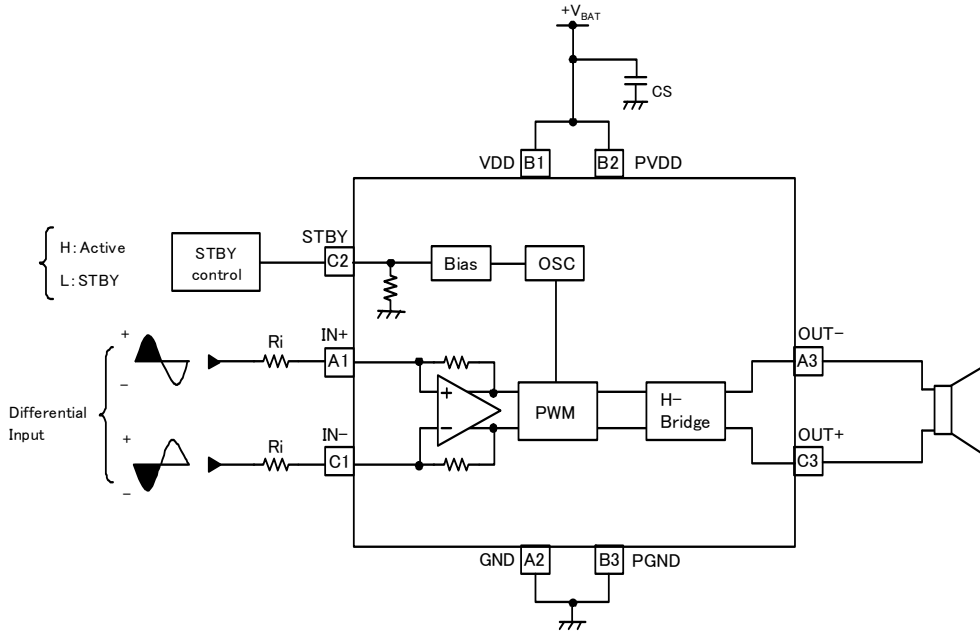 +VBAT
CS
VDD B1 B2 PVDD
STBY
H:Active
L:STBY
STBY
control
C2
Bias
OSC
+
−
Ri
IN+
A1
OUT−
A3
Differential
Input
+
−
PWM
H−
Bridge
+
−
Ri
IN−
C1
OUT+
C3
GND A2 B3 PGND